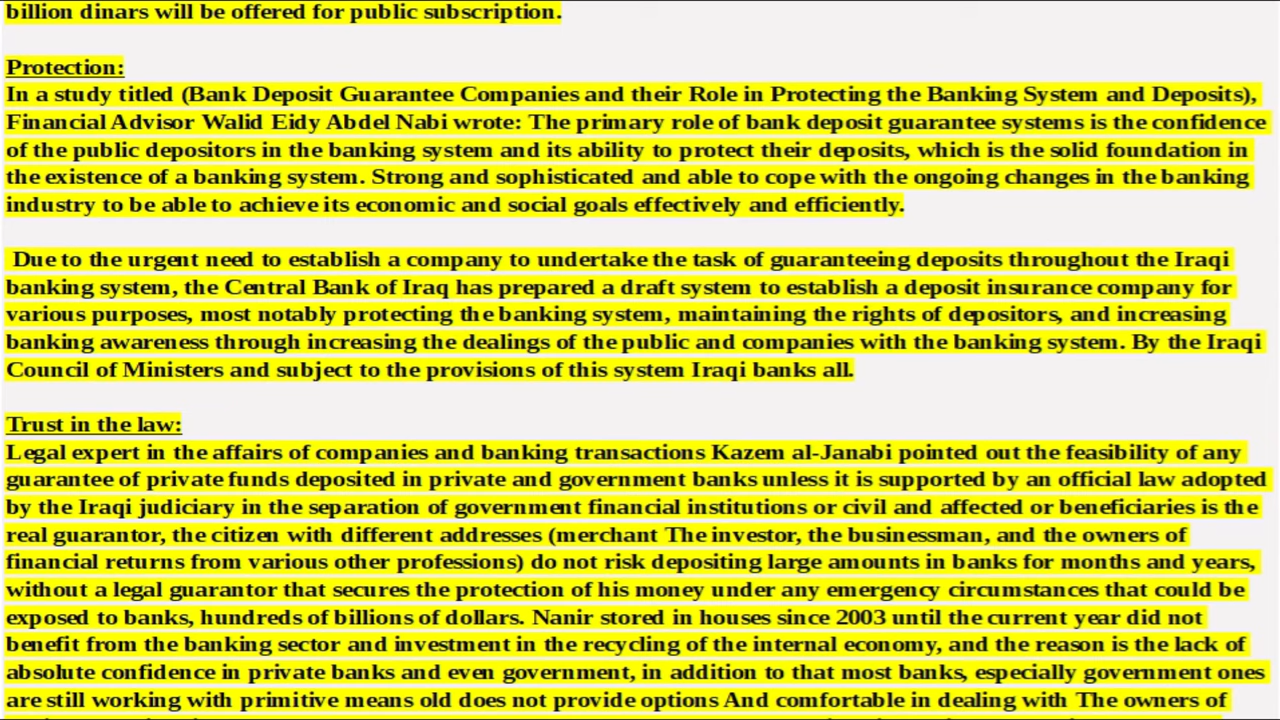 billion dinars will be offered for public subscription.
Protection:
In a study titled (Bank Deposit Guarantee Companies and their Role in Protecting the Banking System and Deposits),
Financial Advisor Walid Eidy Abdel Nabi wrote: The primary role of bank deposit guarantee systems is the confidence
of the public depositors in the banking system and its ability to protect their deposits, which is the solid foundation in
the existence of a banking system. Strong and sophisticated and able to cope with the ongoing changes in the banking
industry to be able to achieve its economic and social goals effectively and efficiently.
Due to the urgent need to establish a company to undertake the task of guaranteeing deposits throughout the Iraqi
banking system, the Central Bank of Iraq has prepared a draft system to establish a deposit insurance company for
various purposes, most notably protecting the banking system, maintaining the rights of depositors, and increasing
banking awareness through increasing the dealings of the public and companies with the banking system. By the Iraqi
Council of Ministers and subject to the provisions of this system Iraqi banks all.
Trust in the law:
Legal expert in the affairs of companies and banking transactions Kazem al-Janabi pointed out the feasibility of any
guarantee of private funds deposited in private and government banks unless it is supported by an official law adopted
by the Iraqi judiciary in the separation of government financial institutions or civil and affected or beneficiaries is the
real guarantor, the citizen with different addresses (merchant The investor, the businessman, and the owners of
financial returns from various other professions) do not risk depositing large amounts in banks for months and years,
without a legal guarantor that secures the protection of his money under any emergency circumstances that could be
exposed to banks, hundreds of billions of dollars. Nanir stored in houses since 2003 until the current year did not
benefit from the banking sector and investment in the recycling of the internal economy, and the reason is the lack of
absolute confidence in private banks and even government, in addition to that most banks, especially government ones
are still working with primitive means old does not provide options And comfortable in dealing with The owners of